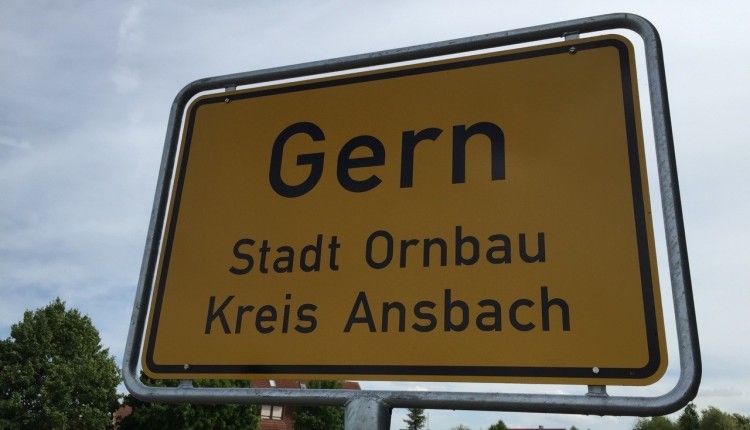 Gern
Stadt Ornbau
Kreis Ansbach